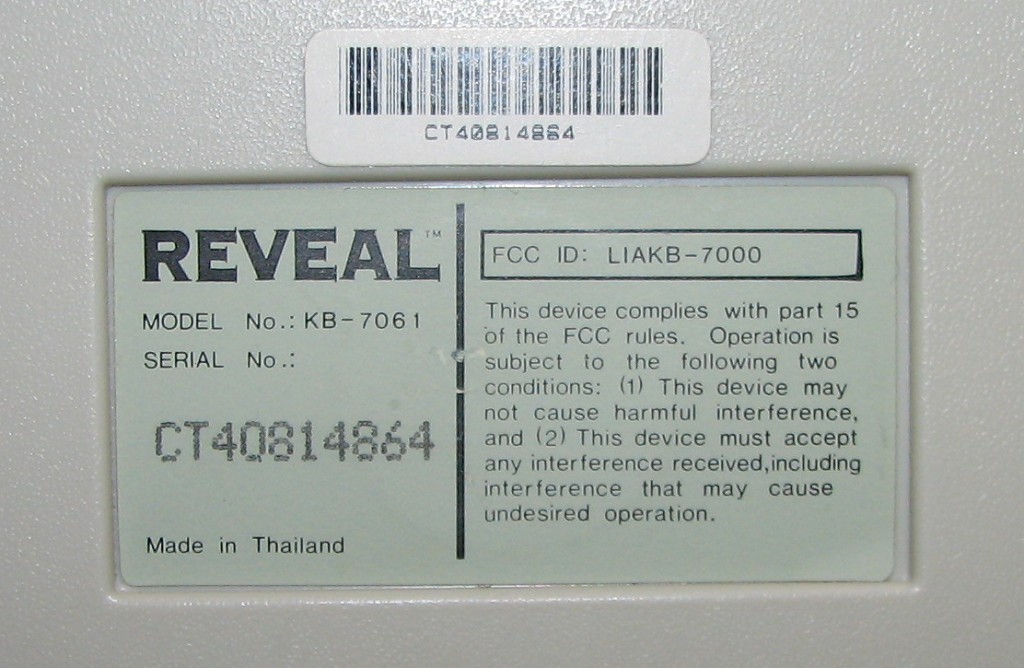 CT40814864
REVEAL™
MODEL No.: KB-7061
SERIAL No.:
CT40814864
Made in Thailand
FCC ID: LIAKB-7000
This device complies with part 15
of the FCC rules. Operation is
subject to the following two
conditions: (1) This device may
not cause harmful interference,
and (2) This device must accept
any interference received,including
interference that may cause
undesired operation.